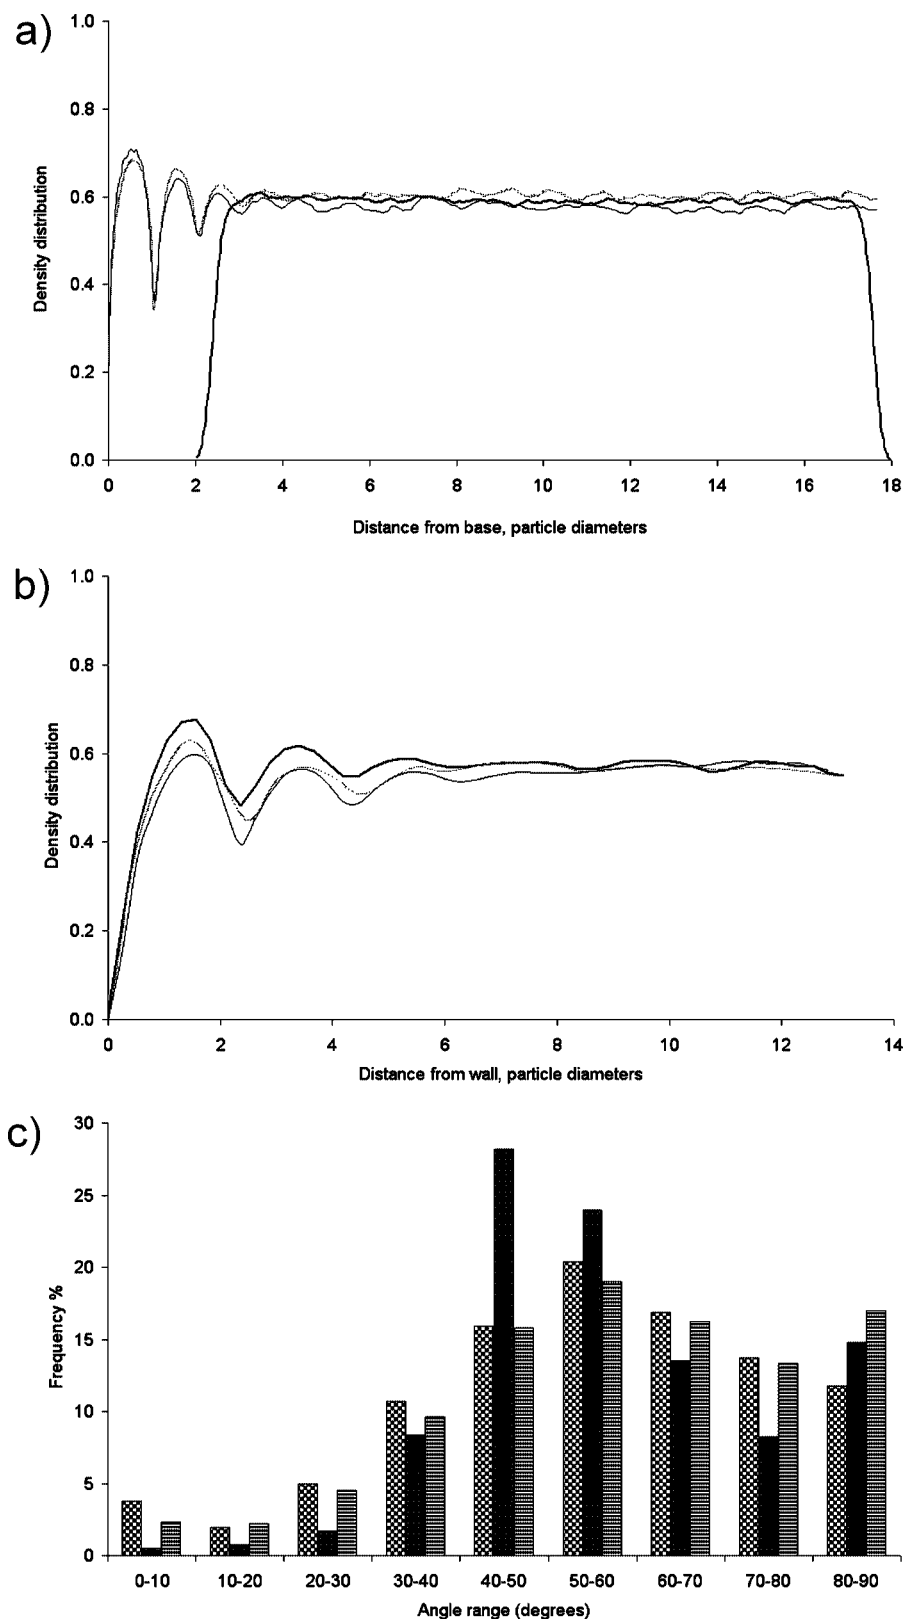 a)
1.0
0.8
0.6
0.4
0.2
0.0
Density distribution
0 2 4 6 8 10 12 14 16 18
Distance from base, particle diameters
b)
1.0
0.8
0.6
0.4
0.2
0.0
Density distribution
0 2 4 6 8 10 12 14
Distance from wall, particle diameters
c)
30
25
20
15
10
5
0
Frequency %
0-10 10-20 20-30 30-40 40-50 50-60 60-70 70-80 80-90
Angle range (degrees)